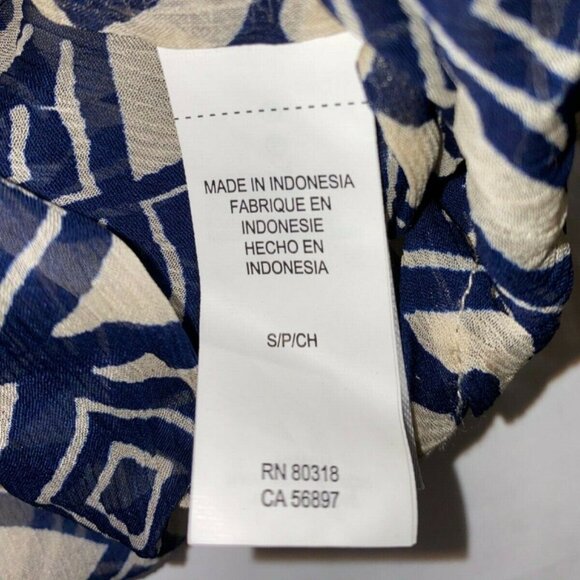 MADE IN INDONESIA
FABRIQUE EN
INDONESIE
HECHO EN
INDONESIA
S/P/CH
RN 80318
CA 56897